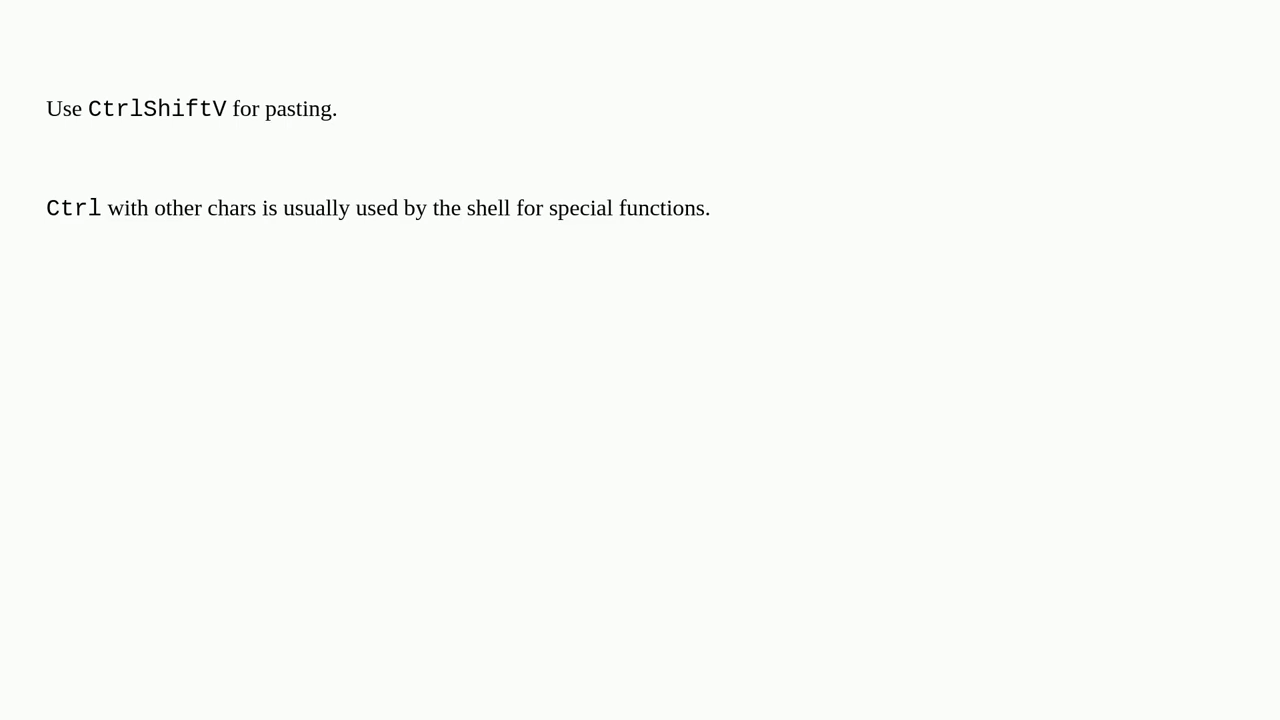 Use CtrlShiftV for pasting.
Ctrl with other chars is usually used by the shell for special functions.